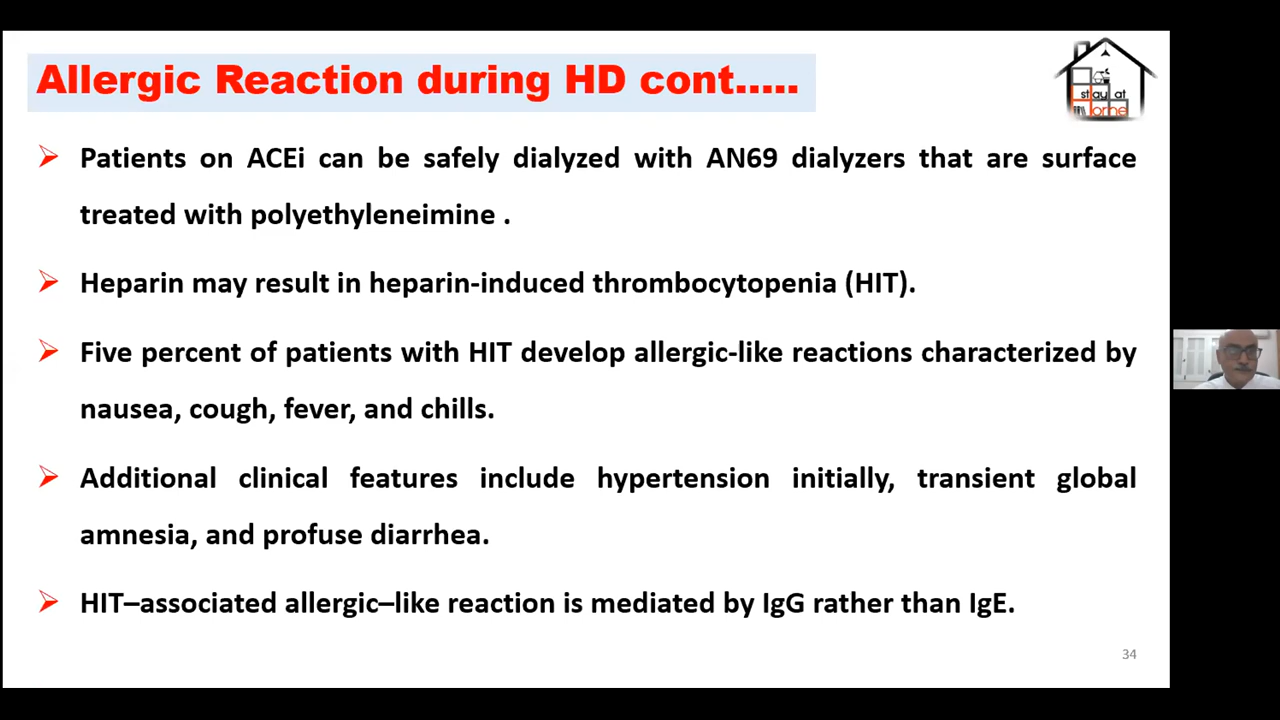 Allergic Reaction during HD cont.....
stay at
home
Patients on ACEi can be safely dialyzed with AN69 dialyzers that are surface
treated with polyethyleneimine .
Heparin may result in heparin-induced thrombocytopenia (HIT).
Five percent of patients with HIT develop allergic-like reactions characterized by
nausea, cough, fever, and chills.
Additional clinical features include hypertension initially, transient global
amnesia, and profuse diarrhea.
HIT–associated allergic–like reaction is mediated by IgG rather than IgE.
34